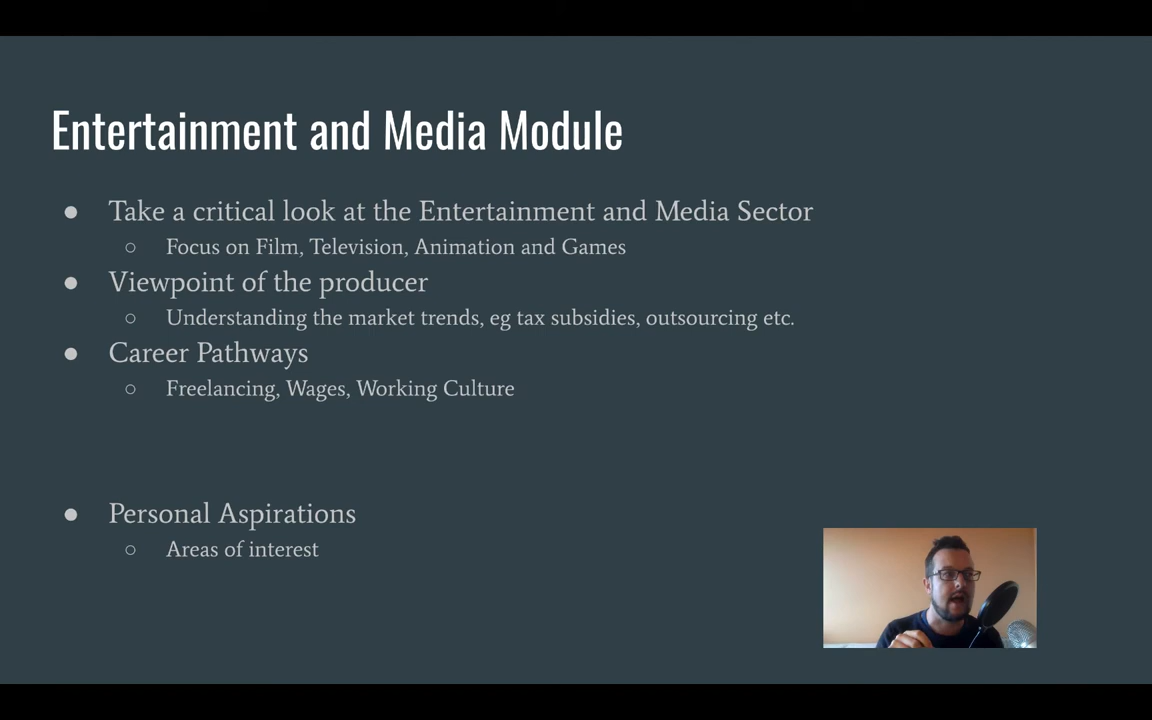 Entertainment and Media Module
● Take a critical look at the Entertainment and Media Sector
○ Focus on Film, Television, Animation and Games
● Viewpoint of the producer
○ Understanding the market trends, eg tax subsidies, outsourcing etc.
● Career Pathways
○ Freelancing, Wages, Working Culture
● Personal Aspirations
○ Areas of interest